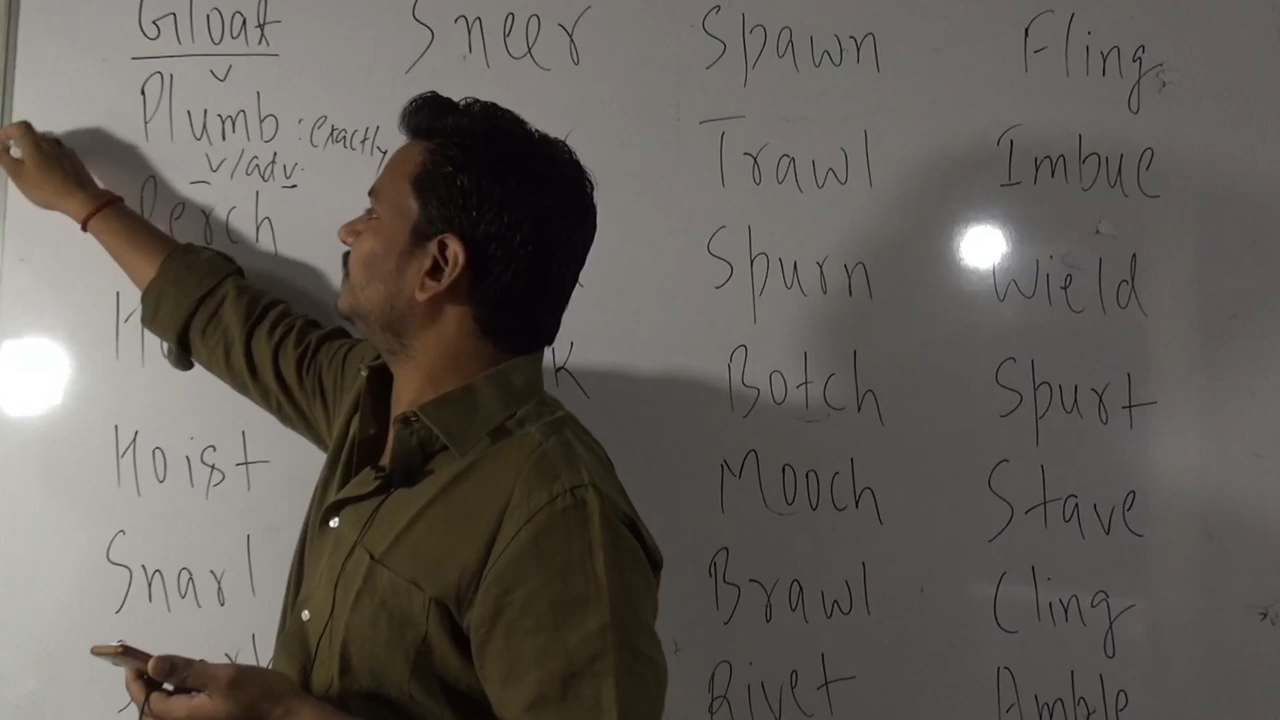 Gloat
Plumb : exactly
v/adv.
Perch
Hoist
Snarl
Sneer
K
Spawn
Trawl
Spurn
Botch
Mooch
Brawl
Rivet
Fling
Imbue
Wield
Spurt
Stave
Cling
Amble